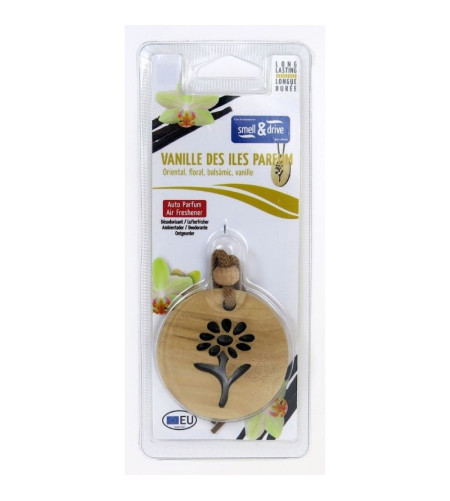 LONG
LASTING
LONGUE
DURÉE
smell & drive
VANILLE DES ILES PARFUM
Oriental, floral, balsámic, vanille
Auto Parfum
Air Freshener
Désodorisant / Lufterfrischer
Ambientador / Deodorante
Ontgeurder
EU